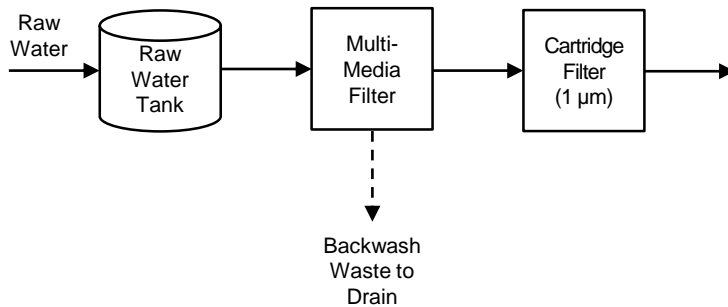 Raw
Water
Raw
Water
Tank
Multi-
Media
Filter
Cartridge
Filter
(1 µm)
Backwash
Waste to
Drain